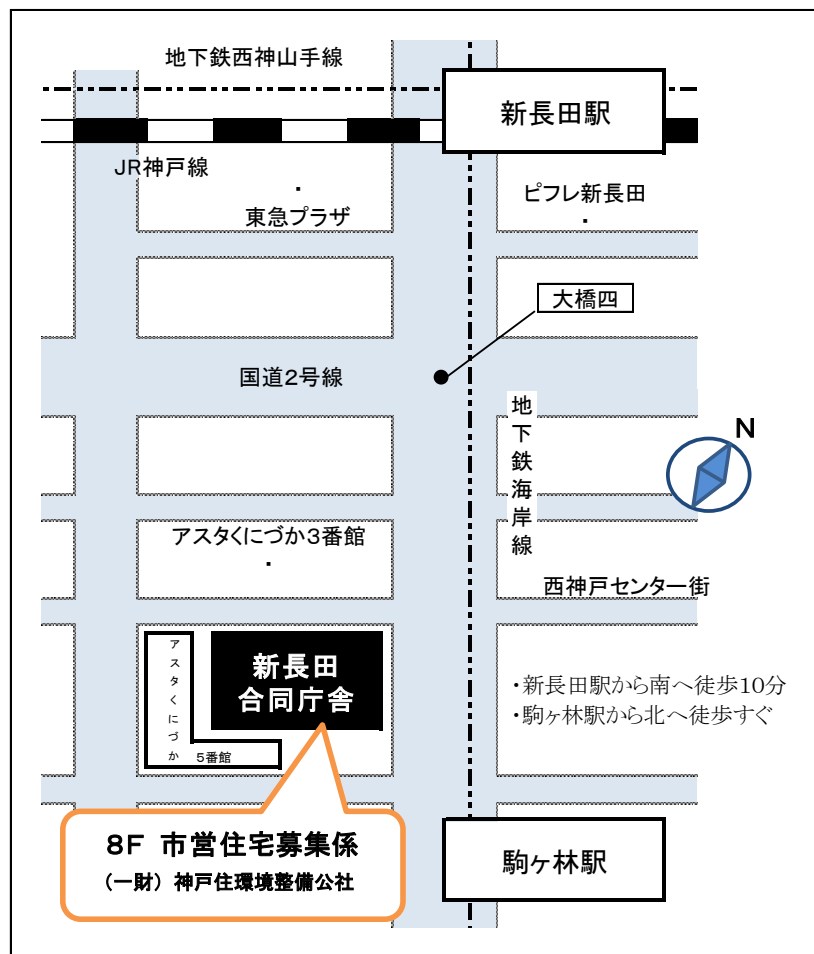 地下鉄西神山手線
新長田駅
JR神戸線
東急プラザ
ピフレ新長田
大橋四
国道2号線
地下鉄海岸線
N
アスタくにづか3番館
西神戸センター街
アスタくにづか
5番館
新長田
合同庁舎
・新長田駅から南へ徒歩10分
・駒ヶ林駅から北へ徒歩すぐ
8F 市営住宅募集係
(一財) 神戸住環境整備公社
駒ヶ林駅